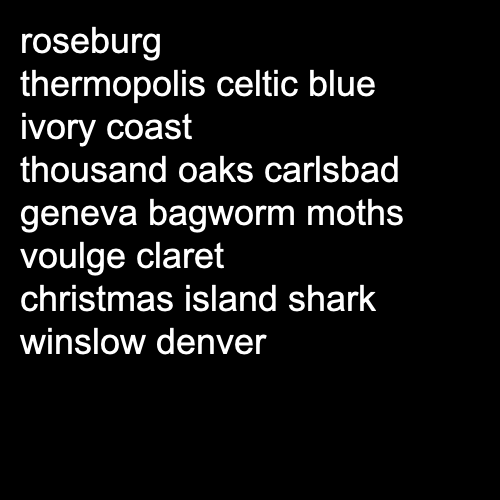 roseburg
thermopolis celtic blue
ivory coast
thousand oaks carlsbad
geneva bagworm moths
voulge claret
christmas island shark
winslow denver